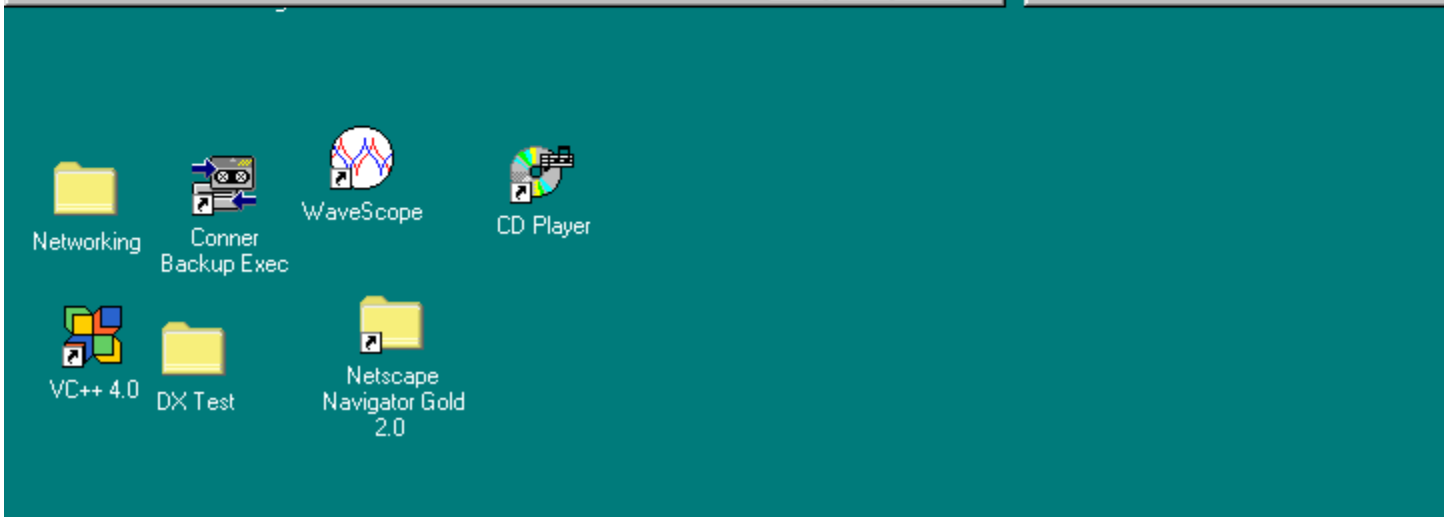 Networking
Conner
Backup Exec
WaveScope
CD Player
VC++ 4.0
DX Test
Netscape
Navigator Gold
2.0